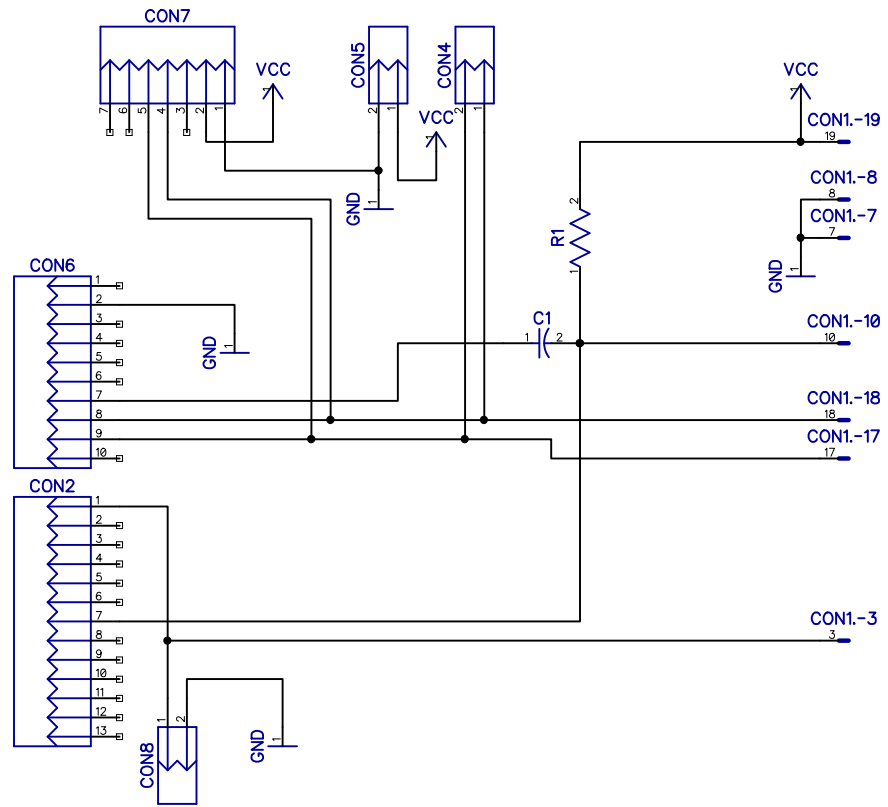 CON7
7 6 5 4 3 2 1
VCC
1
CON5
2 1
VCC
1
CON4
2 1
GND
1
VCC
1
CON1.-19
19
CON1.-8
8
CON1.-7
7
GND
1
R1
2
1
CON6
1
2
3
4
5
6
7
8
9
10
GND
1
C1
1 2
CON1.-10
10
CON1.-18
18
CON1.-17
17
CON2
1
2
3
4
5
6
7
8
9
10
11
12
13
CON1.-3
3
1 2
CON8
GND
1